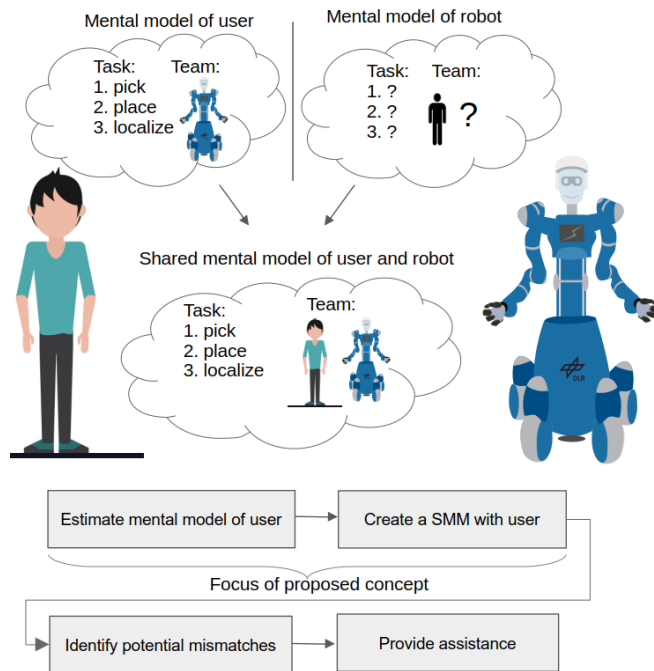 Mental model of user
Mental model of robot
Task: Team:
1. pick
2. place
3. localize
Task: Team:
1. ?
2. ?
3. ?
?
Shared mental model of user and robot
Task:
Team:
1. pick
2. place
3. localize
DLR
Estimate mental model of user
Create a SMM with user
Focus of proposed concept
Identify potential mismatches
Provide assistance